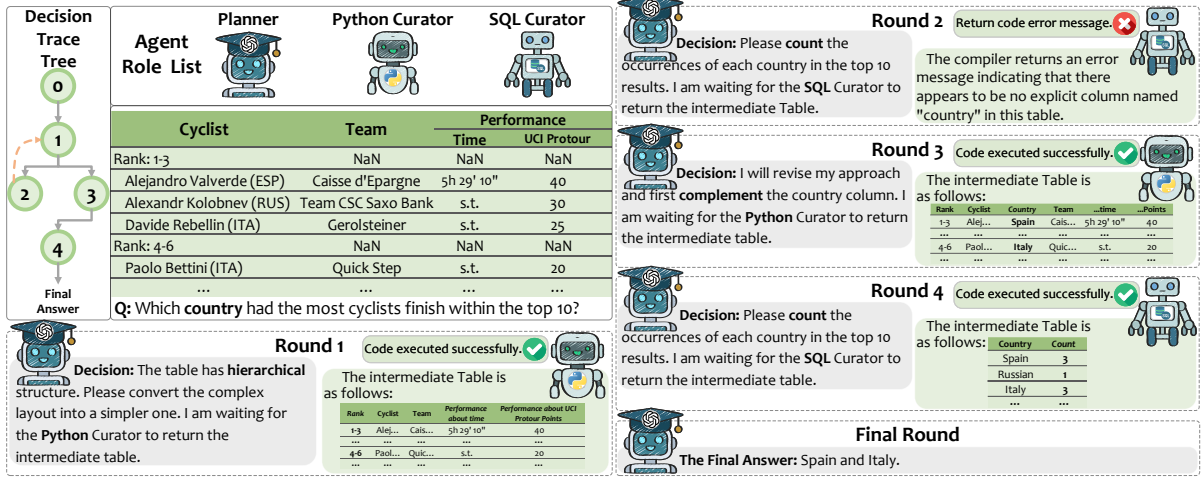 Decision
Trace
Tree
0
1
2
3
4
Final
Answer
Agent
Role List
Planner
Python Curator
SQL Curator
Cyclist
Team
Performance
Time
UCI Protour
Rank: 1-3 NaN NaN NaN
Alejandro Valverde (ESP) Caisse d'Epargne 5h 29' 10" 40
Alexandr Kolobnev (RUS) Team CSC Saxo Bank s.t. 30
Davide Rebellin (ITA) Gerolsteiner s.t. 25
Rank: 4-6 NaN NaN NaN
Paolo Bettini (ITA) Quick Step s.t. 20
... ... ... ...
Q: Which country had the most cyclists finish within the top 10?
Round 1
Decision: The table has hierarchical
structure. Please convert the complex
layout into a simpler one. I am waiting for
the Python Curator to return the
intermediate table.
Code executed successfully.
The intermediate Table is
as follows:
Rank Cyclist Team Performance about time Performance about UCI Protour Points
1-3 Alej... Cais... 5h 29' 10" 40
... ... ... ... ...
4-6 Paol... Quic... s.t. 20
... ... ... ... ...
Round 2
Decision: Please count the
occurrences of each country in the top 10
results. I am waiting for the SQL Curator to
return the intermediate Table.
Return code error message.
The compiler returns an error
message indicating that there
appears to be no explicit column named
"country" in this table.
Round 3
Decision: I will revise my approach
and first complement the country column. I
am waiting for the Python Curator to return
the intermediate table.
Code executed successfully.
The intermediate Table is
as follows:
Rank Cyclist Country Team ...time ...Points
1-3 Alej... Spain Cais... 5h 29' 10" 40
... ... ... ... ... ...
4-6 Paol... Italy Quic... s.t. 20
... ... ... ... ... ...
Round 4
Decision: Please count the
occurrences of each country in the top 10
results. I am waiting for the SQL Curator to
return the intermediate table.
Code executed successfully.
The intermediate Table is
as follows:
Country Count
Spain 3
Russian 1
Italy 3
... ...
Final Round
The Final Answer: Spain and Italy.